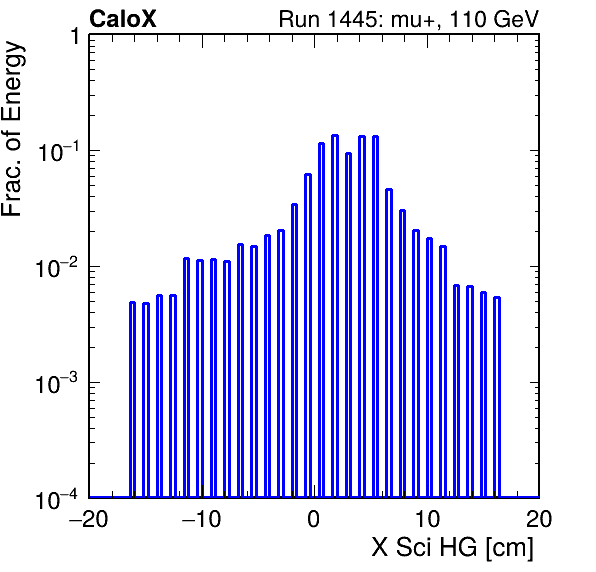 CaloX Run 1445: mu+, 110 GeV
Frac. of Energy
1
10⁻¹
10⁻²
10⁻³
10⁻⁴
−20 −10 0 10 20
X Sci HG [cm]